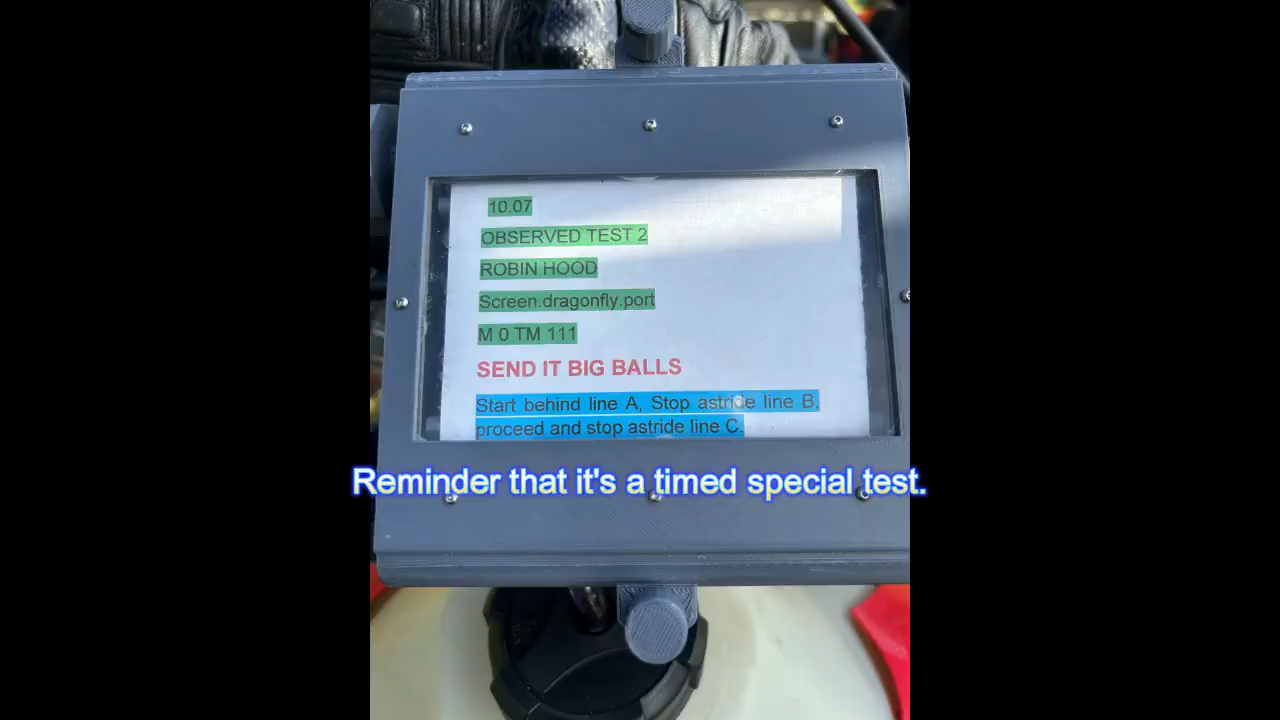 10.07
OBSERVED TEST 2
ROBIN HOOD
Screen.dragonfly.port
M 0 TM 111
SEND IT BIG BALLS
Start behind line A, Stop astride line B,
proceed and stop astride line C.
Reminder that it's a timed special test.